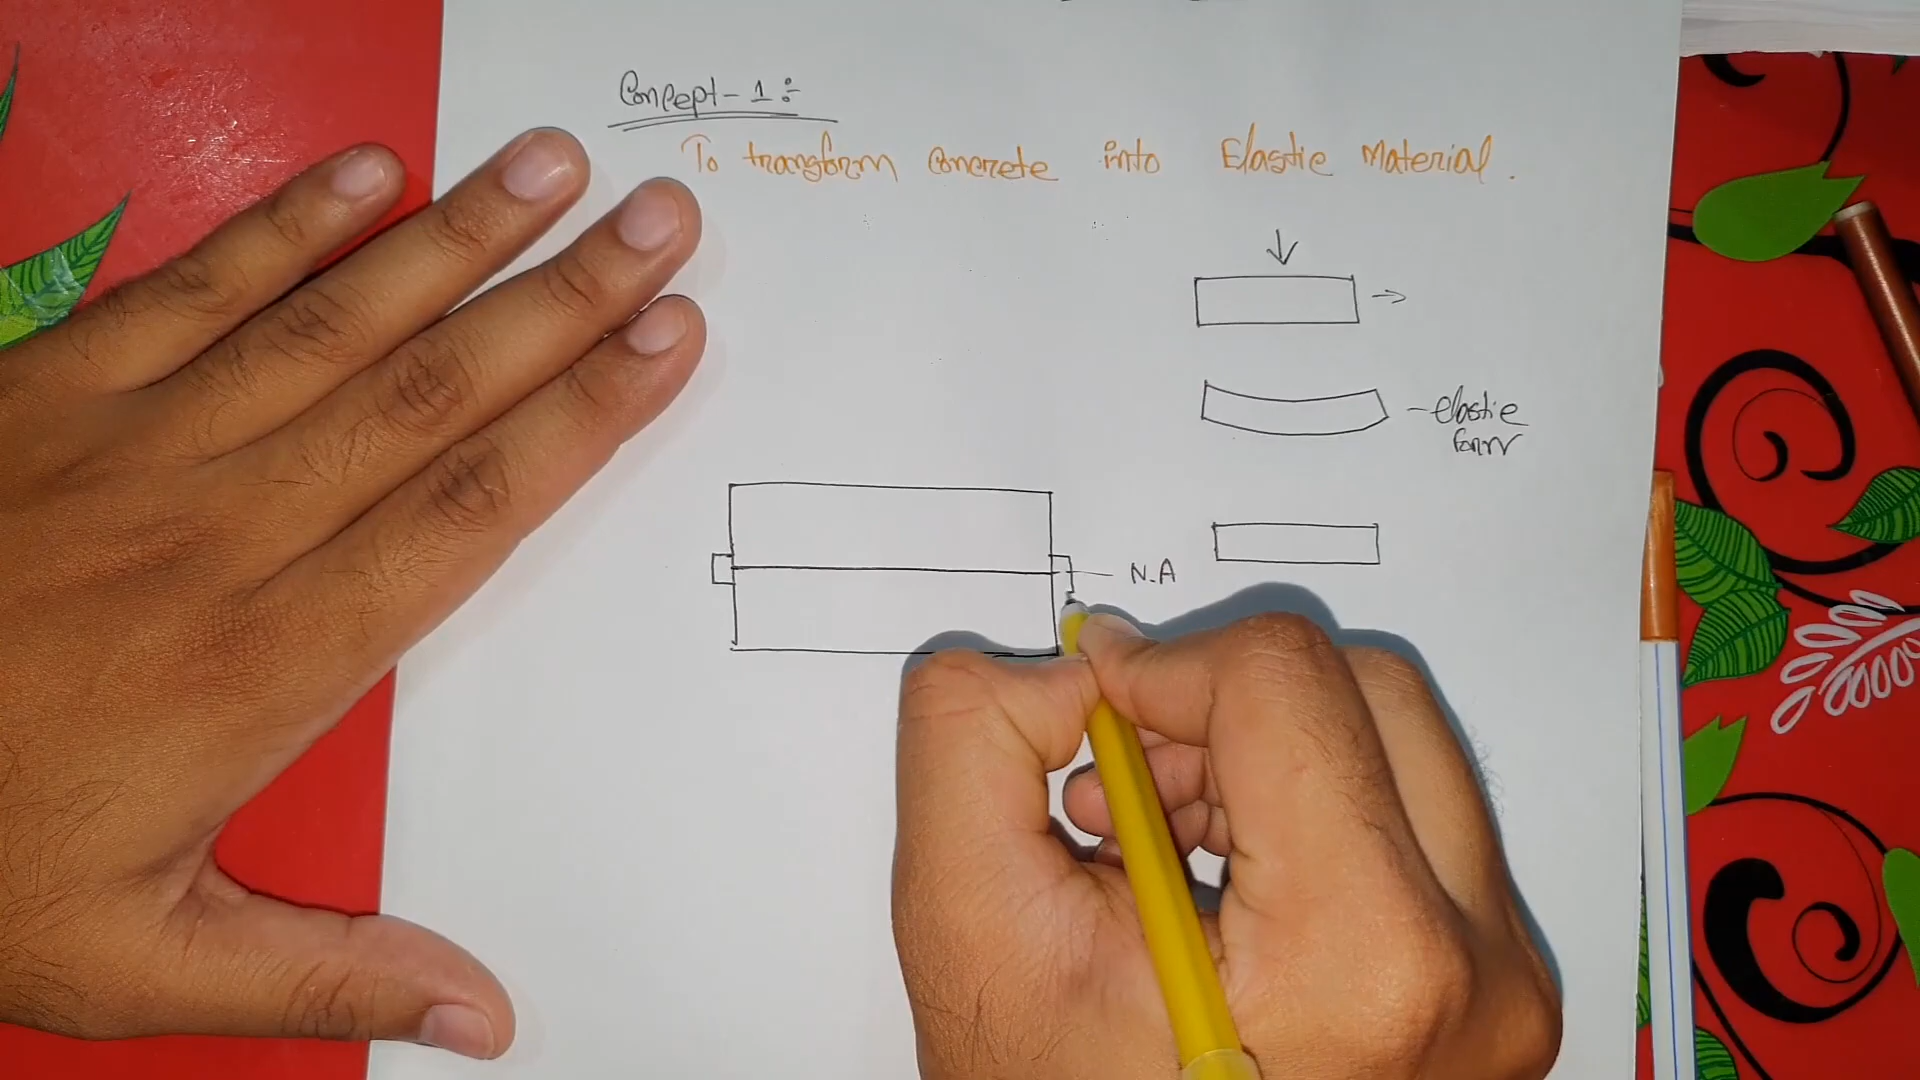 Concept - 1 :-
To transform concrete into Elastic Material .
- elastic
form
N.A